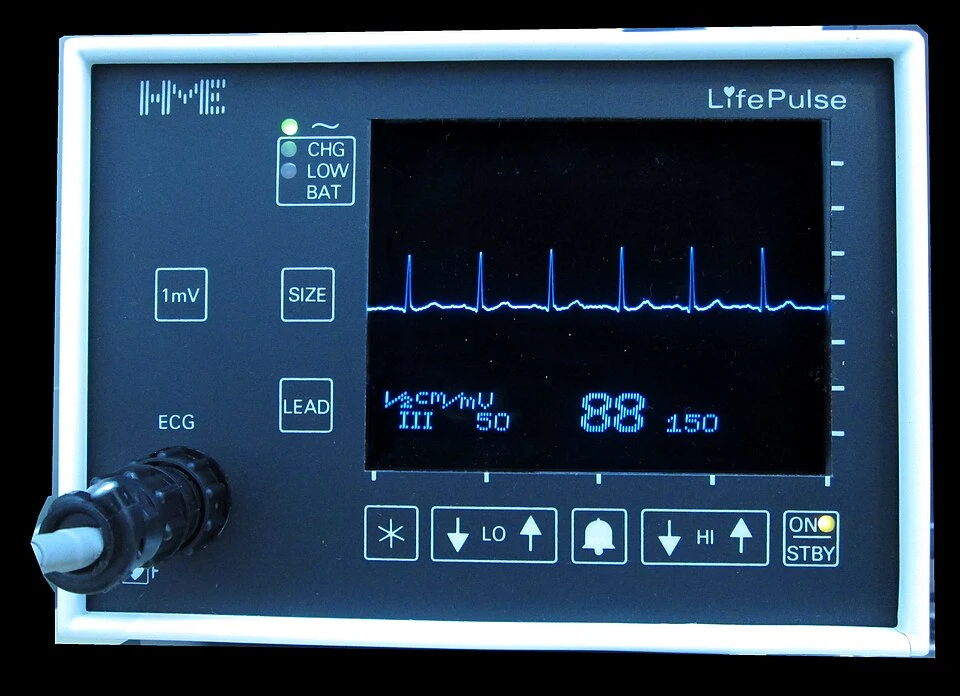 HME
LifePulse
CHG
LOW
BAT
1mV
SIZE
LEAD
ECG
½cm/mV
III 50
88
150
LO
HI
ON
STBY